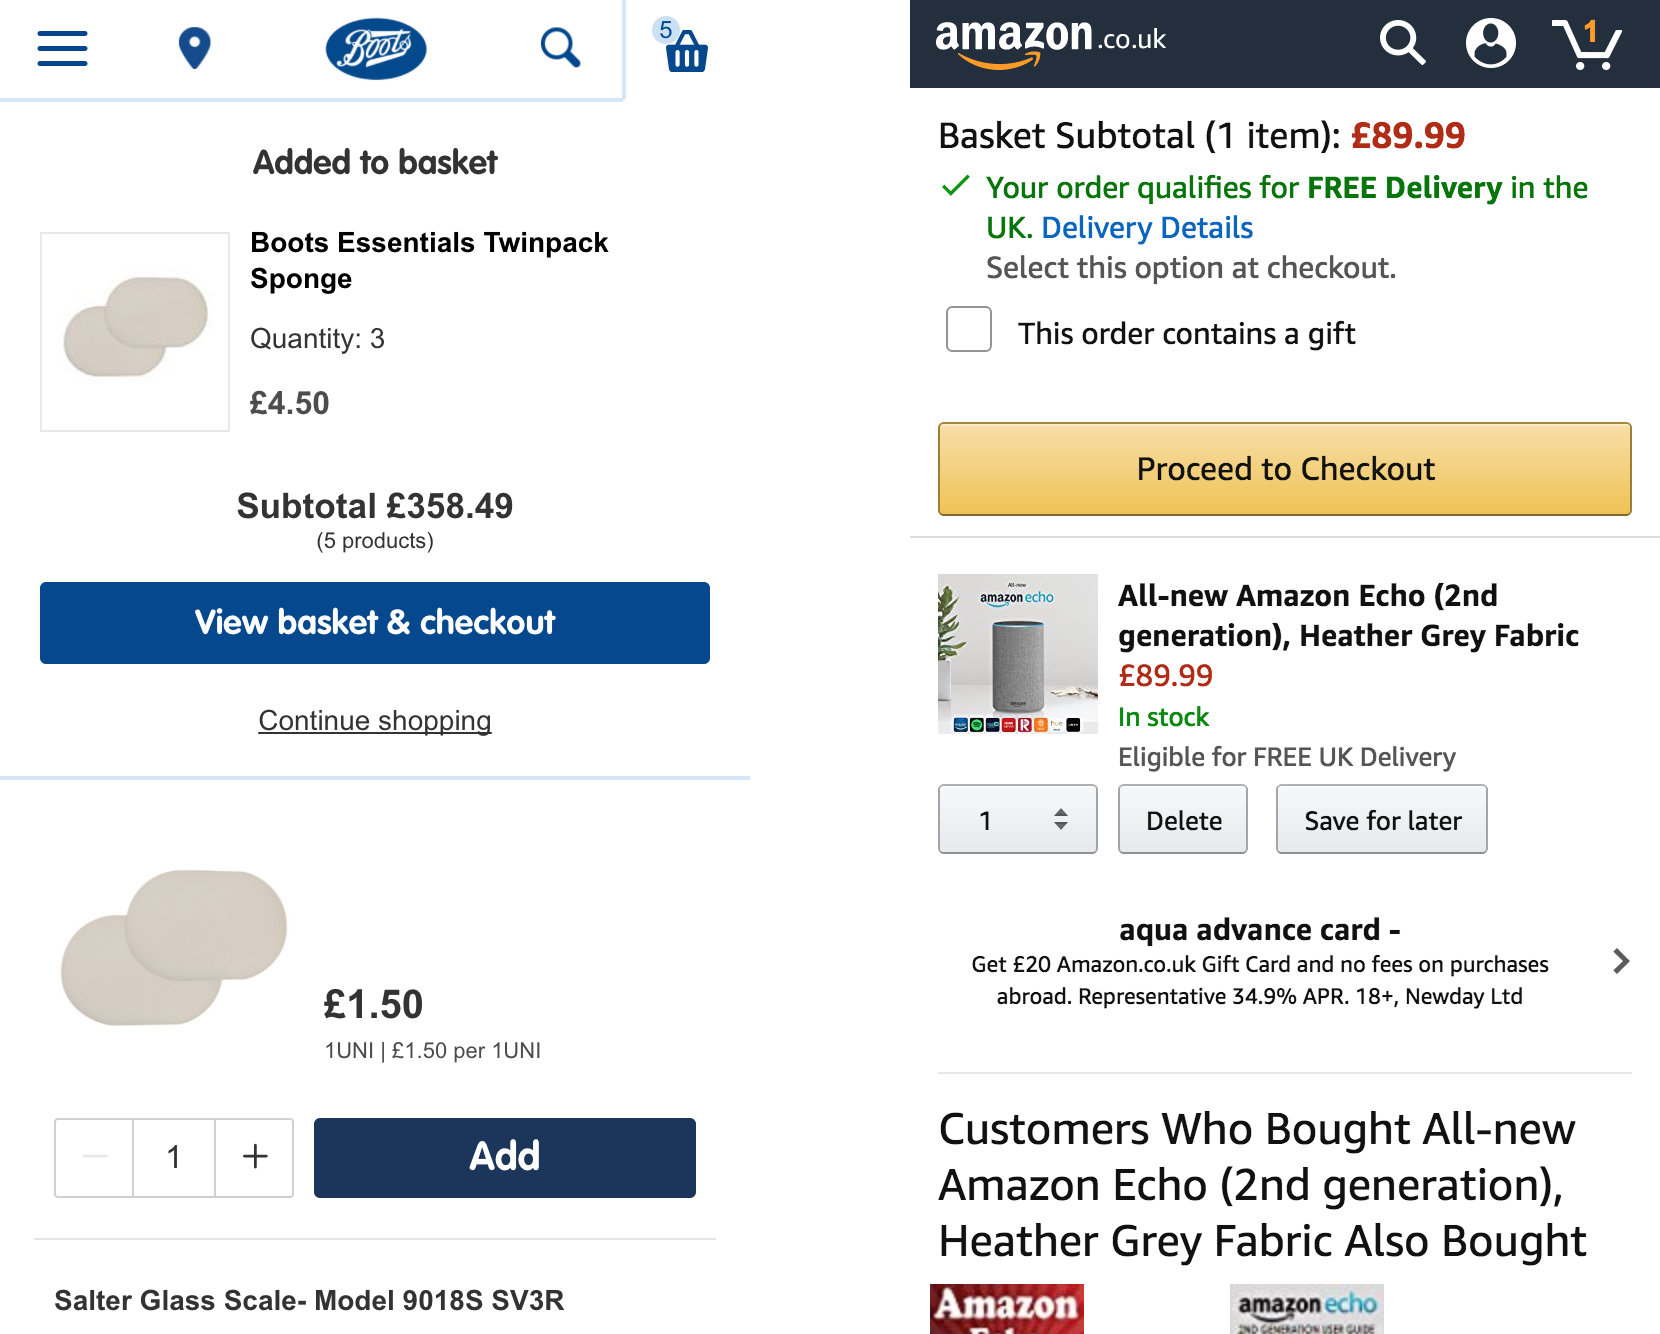 Boots
5
Added to basket
Boots Essentials Twinpack
Sponge
Quantity: 3
£4.50
Subtotal £358.49
(5 products)
View basket & checkout
Continue shopping
£1.50
1UNI | £1.50 per 1UNI
1
Add
Salter Glass Scale- Model 9018S SV3R
amazon.co.uk
1
Basket Subtotal (1 item): £89.99
Your order qualifies for FREE Delivery in the
UK. Delivery Details
Select this option at checkout.
This order contains a gift
Proceed to Checkout
All-new
amazon echo
amazon
All-new Amazon Echo (2nd
generation), Heather Grey Fabric
£89.99
In stock
Eligible for FREE UK Delivery
1
Delete
Save for later
aqua advance card -
Get £20 Amazon.co.uk Gift Card and no fees on purchases
abroad. Representative 34.9% APR. 18+, Newday Ltd
Customers Who Bought All-new
Amazon Echo (2nd generation),
Heather Grey Fabric Also Bought
Amazon
amazon echo
2ND GENERATION USER GUIDE